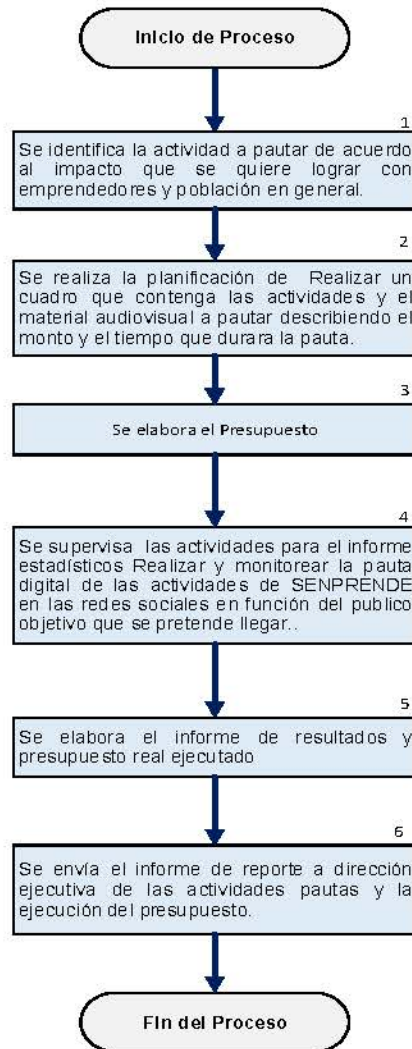 Inicio de Proceso
1
Se identifica la actividad a pautar de acuerdo
al impacto que se quiere lograr con
emprendedores y población en general.
2
Se realiza la planificación de Realizar un
cuadro que contenga las actividades y el
material audiovisual a pautar describiendo el
monto y el tiempo que durara la pauta.
3
Se elabora el Presupuesto
4
Se supervisa las actividades para el informe
estadísticos Realizar y monitorear la pauta
digital de las actividades de SENPRENDE
en las redes sociales en función del publico
objetivo que se pretende llegar..
5
Se elabora el informe de resultados y
presupuesto real ejecutado
6
Se envía el informe de reporte a dirección
ejecutiva de las actividades pautas y la
ejecución del presupuesto.
Fin del Proceso